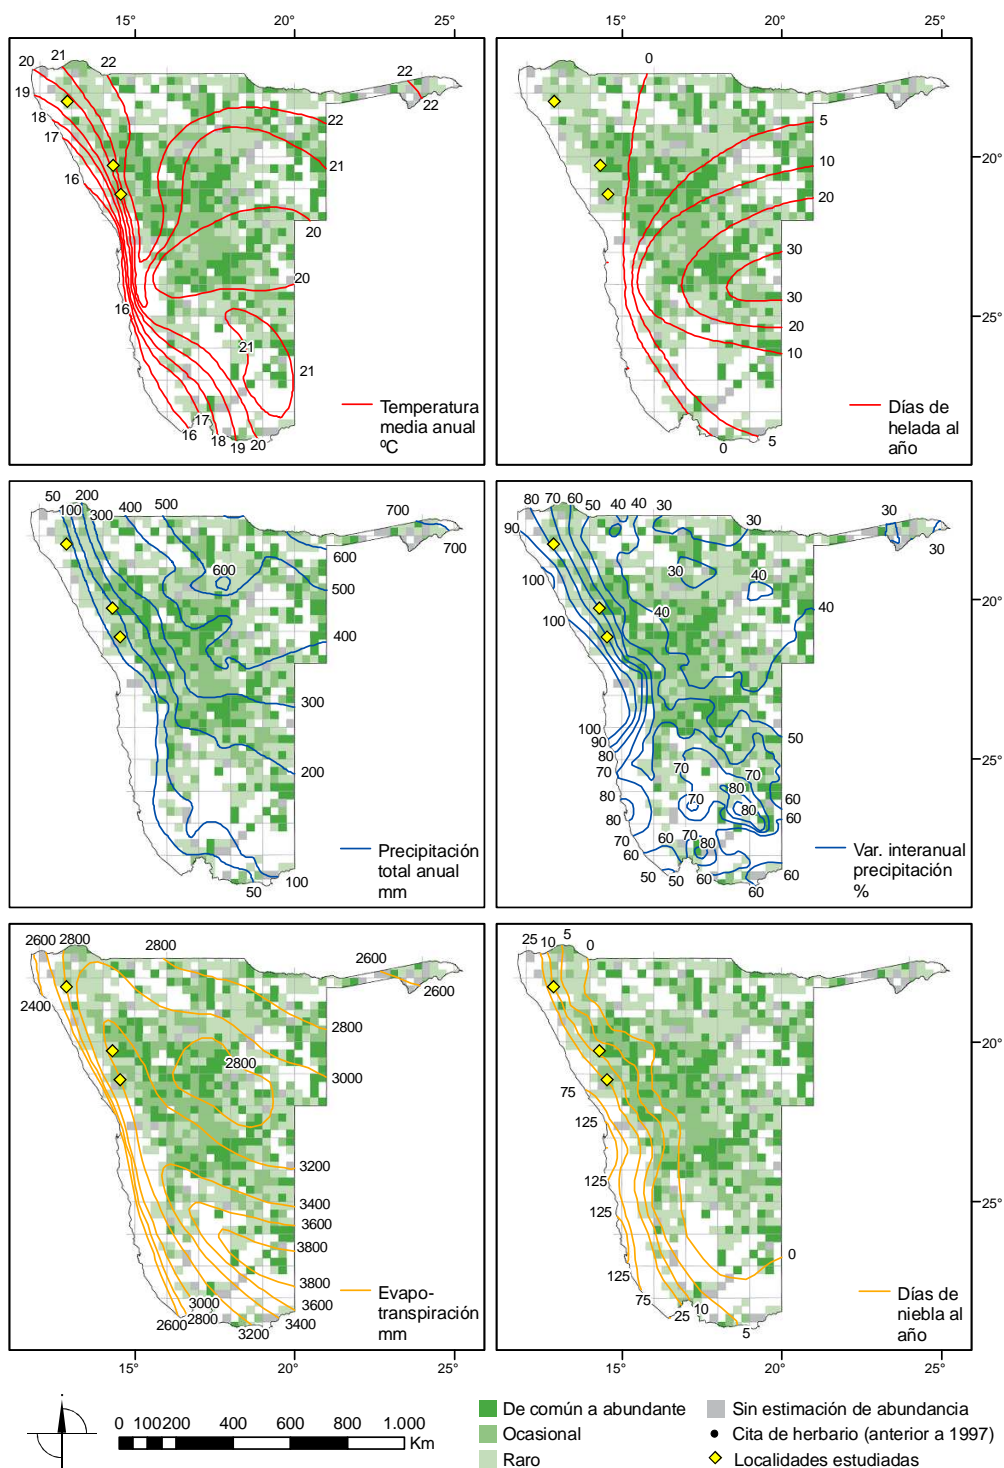 15° 20° 25° 15° 20° 25°
20 21 22
19
18
17
16
22
22
22
21
20
20
16
21
21
17
16 18 19 20
Temperatura
media anual
ºC
0
5
10
20
30
30
20
10
0 5
Días de
helada al
año
20°
25°
50 200 400 500
100 300
700
700
600
600
500
400
300
200
100
50
Precipitación
total anual
mm
80 70 60 50 40 40 30
90
100
100
30
30
30
30
40
40
40
50
100
90
80
70
70
70
80
80
70
80
80
60
60
70
60
60
70
80
50 50 60 60 60
Var. interanual
precipitación
%
20°
25°
2600 2800 2800
2400
2600
2600
2800
2800
3000
3200
3400
3600
3800
3800
3600
3400
3200
3000
2800
2600
Evapo-
transpiración
mm
25 10 5 0
75
125
125
125
125
75
25
10
5
0
Días de
niebla al
año
20°
25°
15° 20° 25° 15° 20° 25°
0 100 200 400 600 800 1.000
Km
De común a abundante
Ocasional
Raro
Sin estimación de abundancia
Cita de herbario (anterior a 1997)
Localidades estudiadas